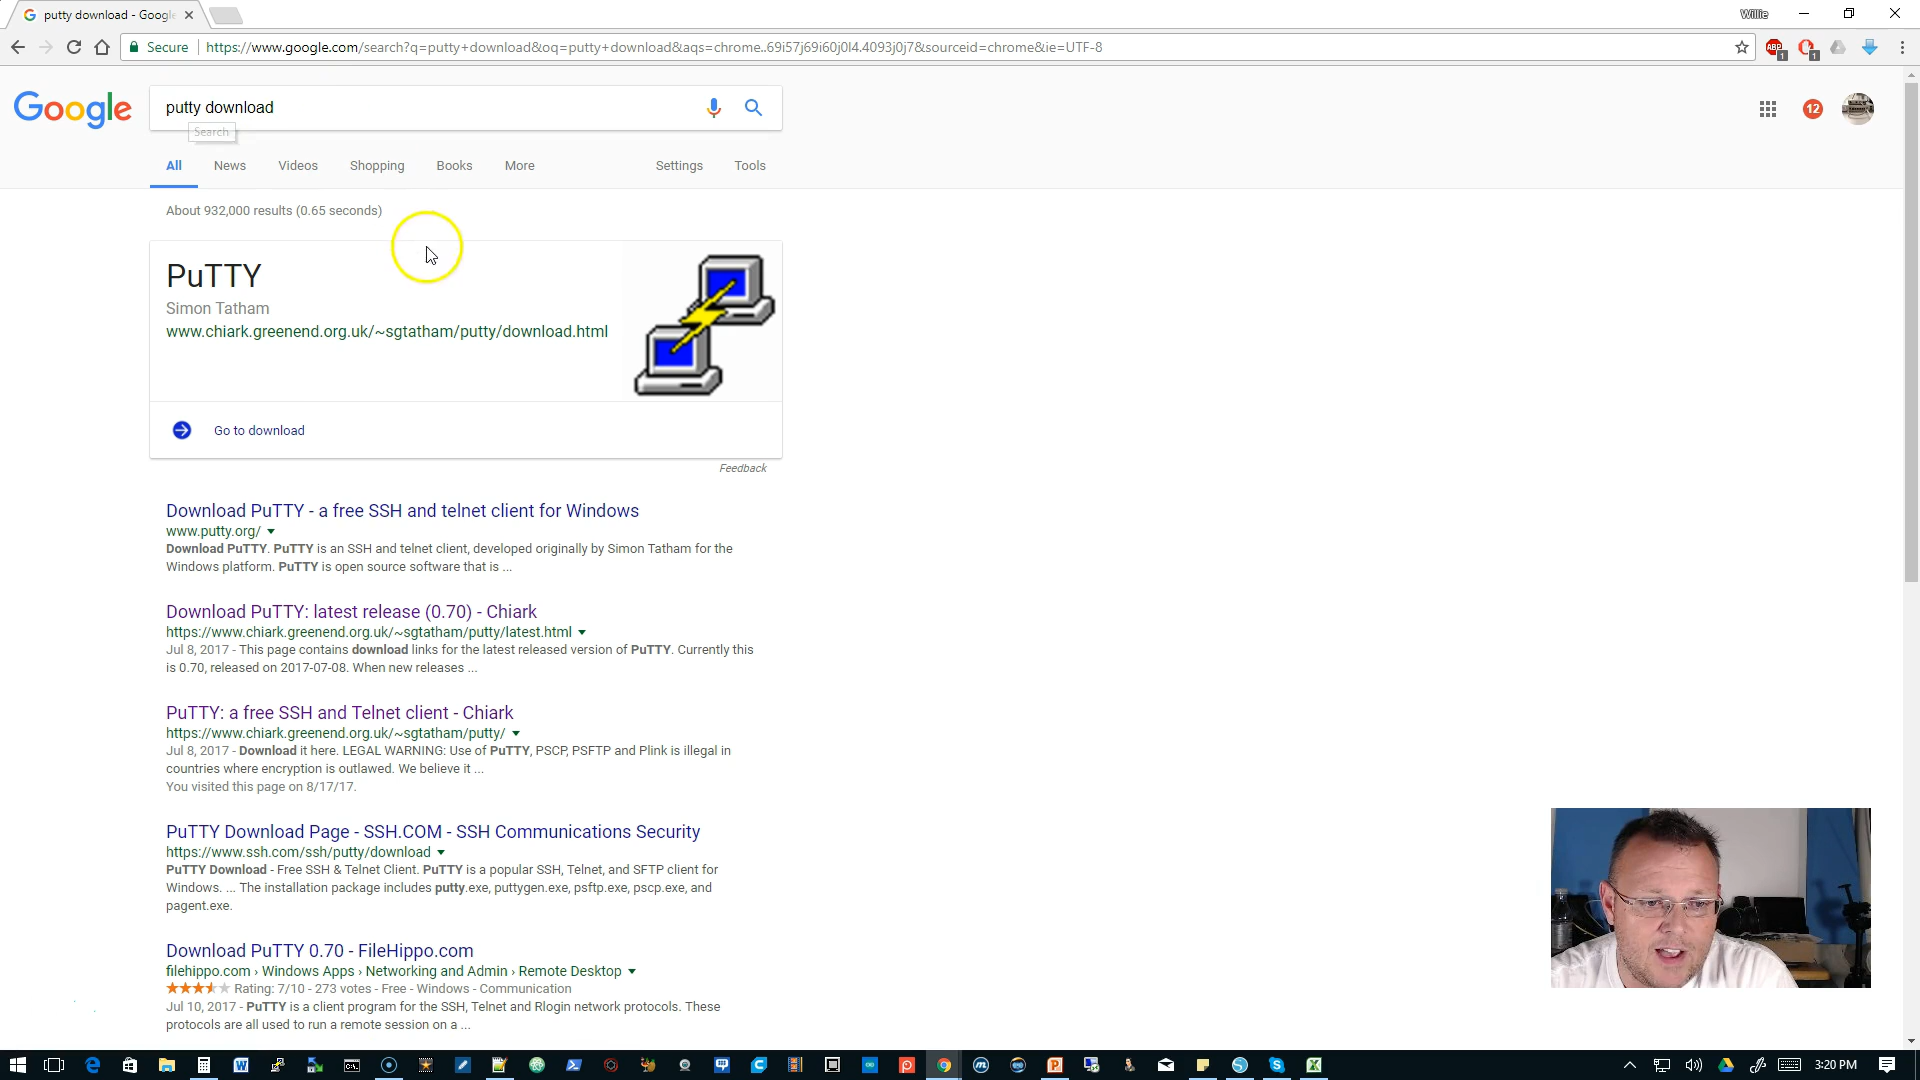 putty download - Google
Willie
Secure
https://www.google.com/search?q=putty+download&oq=putty+download&aqs=chrome..69i57j69i60j0l4.4093j0j7&sourceid=chrome&ie=UTF-8
ABP
1
1
Google
putty download
12
Search
All
News
Videos
Shopping
Books
More
Settings
Tools
About 932,000 results (0.65 seconds)
PuTTY
Simon Tatham
www.chiark.greenend.org.uk/~sgtatham/putty/download.html
Go to download
Feedback
Download PuTTY - a free SSH and telnet client for Windows
www.putty.org/
Download PuTTY. PuTTY is an SSH and telnet client, developed originally by Simon Tatham for the
Windows platform. PuTTY is open source software that is ...
Download PuTTY: latest release (0.70) - Chiark
https://www.chiark.greenend.org.uk/~sgtatham/putty/latest.html
Jul 8, 2017 - This page contains download links for the latest released version of PuTTY. Currently this
is 0.70, released on 2017-07-08. When new releases ...
PuTTY: a free SSH and Telnet client - Chiark
https://www.chiark.greenend.org.uk/~sgtatham/putty/
Jul 8, 2017 - Download it here. LEGAL WARNING: Use of PuTTY, PSCP, PSFTP and Plink is illegal in
countries where encryption is outlawed. We believe it ...
You visited this page on 8/17/17.
PuTTY Download Page - SSH.COM - SSH Communications Security
https://www.ssh.com/ssh/putty/download
PuTTY Download - Free SSH & Telnet Client. PuTTY is a popular SSH, Telnet, and SFTP client for
Windows. ... The installation package includes putty.exe, puttygen.exe, psftp.exe, pscp.exe, and
pagent.exe.
Download PuTTY 0.70 - FileHippo.com
filehippo.com › Windows Apps › Networking and Admin › Remote Desktop
Rating: 7/10 - 273 votes - Free - Windows - Communication
Jul 10, 2017 - PuTTY is a client program for the SSH, Telnet and Rlogin network protocols. These
protocols are all used to run a remote session on a ...
3:20 PM